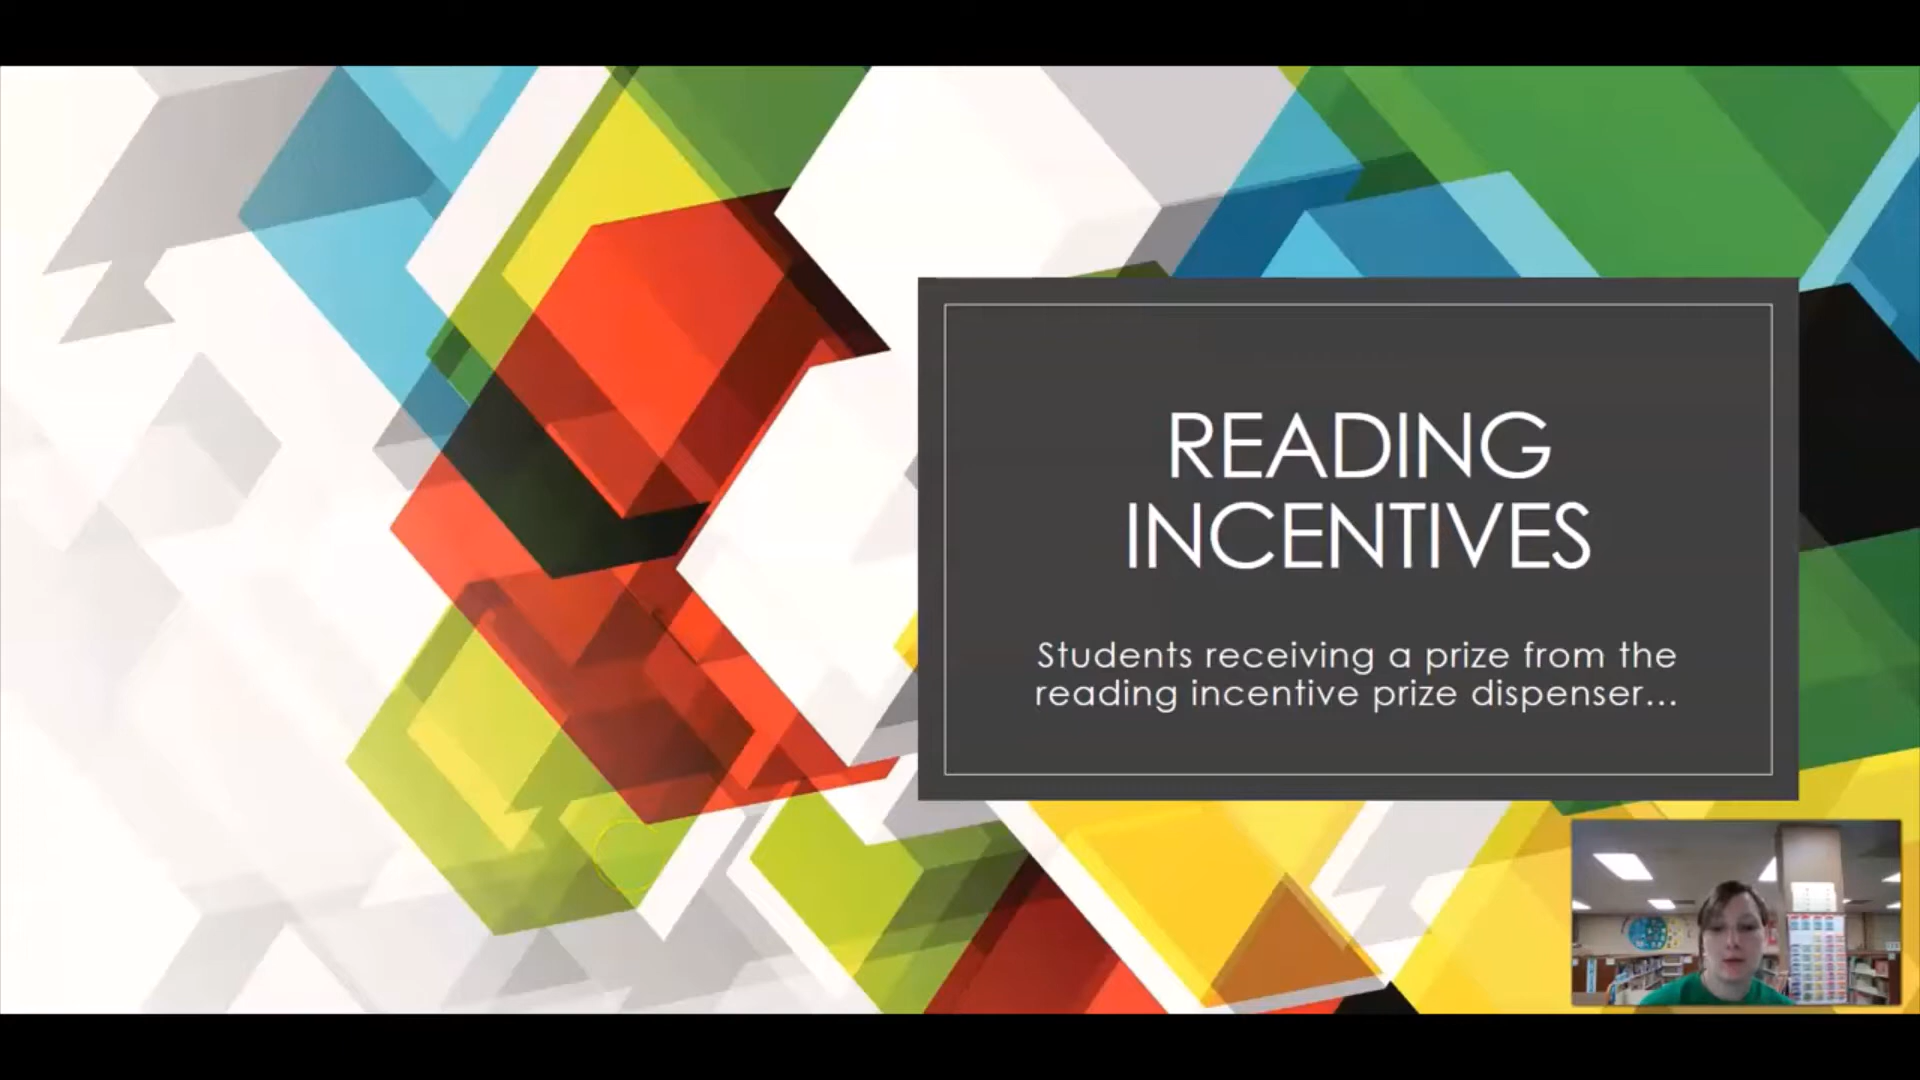 READING
INCENTIVES
Students receiving a prize from the
reading incentive prize dispenser...